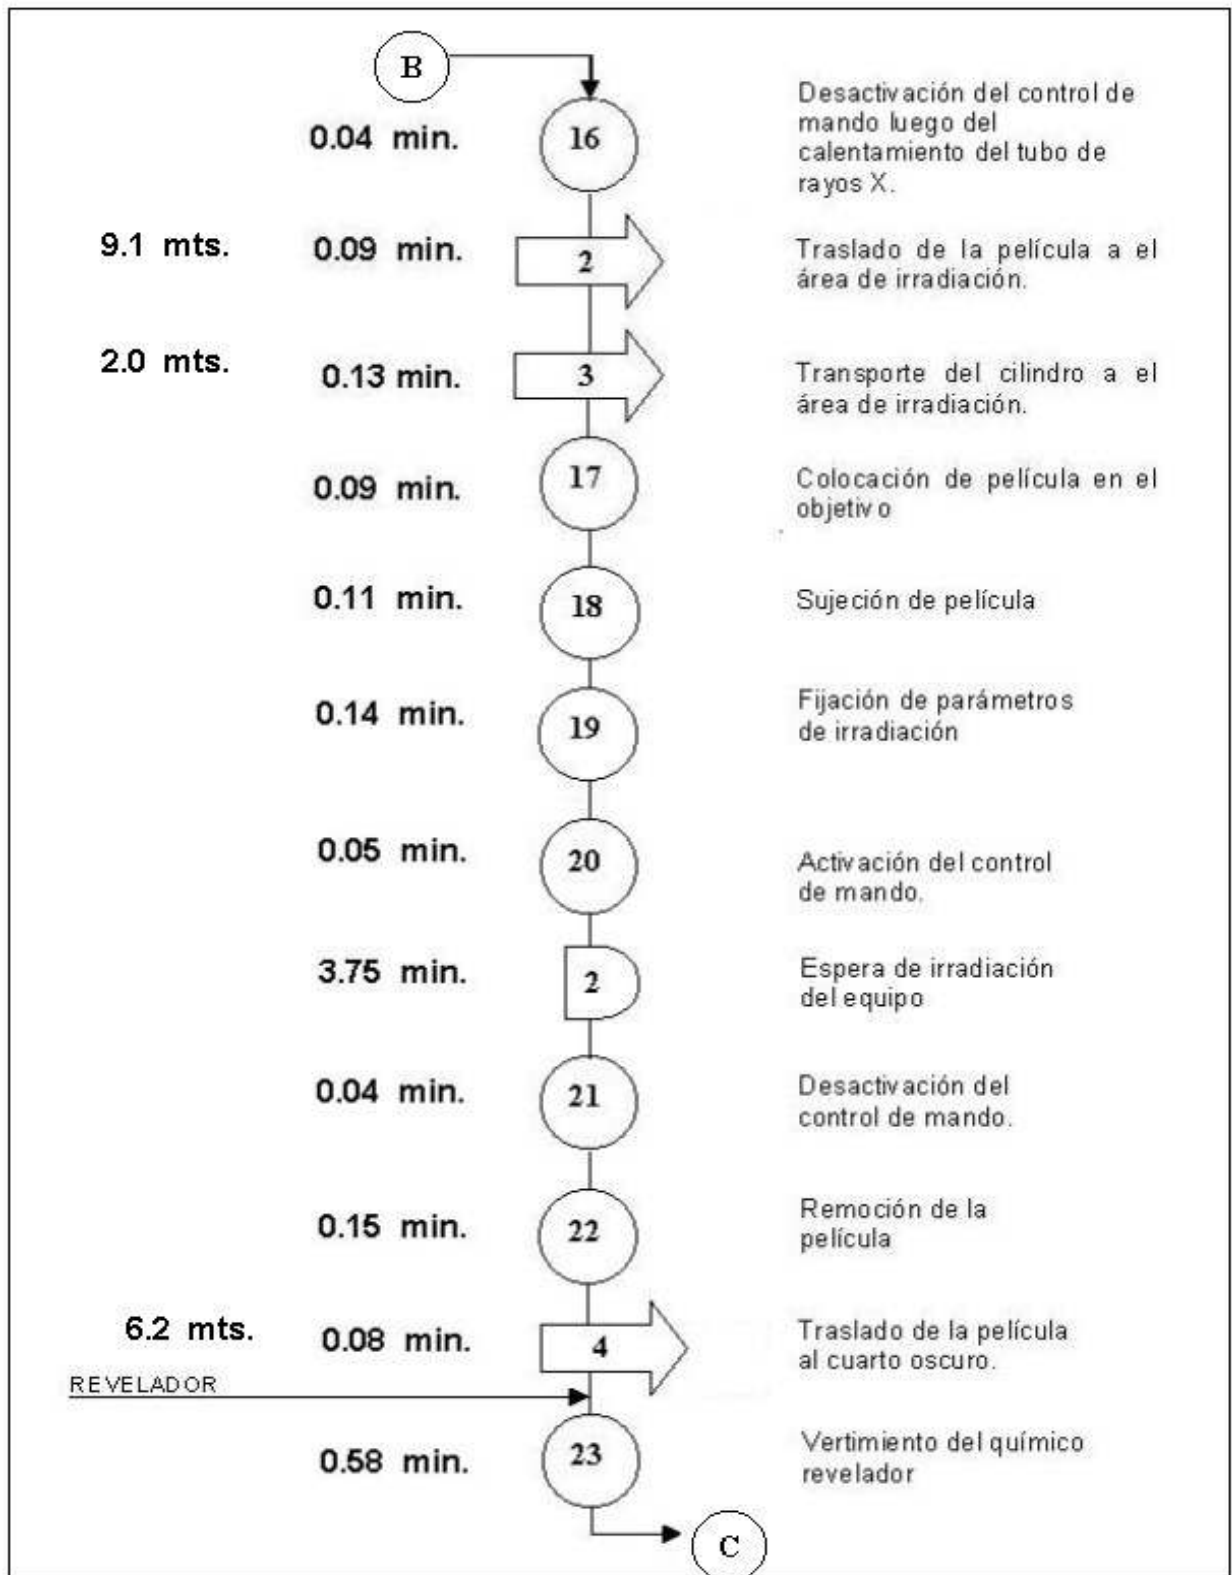 B
0.04 min.
16
Desactivación del control de
mando luego del
calentamiento del tubo de
rayos X.
9.1 mts.
0.09 min.
2
Traslado de la película a el
área de irradiación.
2.0 mts.
0.13 min.
3
Transporte del cilindro a el
área de irradiación.
0.09 min.
17
Colocación de película en el
objetivo
0.11 min.
18
Sujeción de película
0.14 min.
19
Fijación de parámetros
de irradiación
0.05 min.
20
Activación del control
de mando.
3.75 min.
2
Espera de irradiación
del equipo
0.04 min.
21
Desactivación del
control de mando.
0.15 min.
22
Remoción de la
película
6.2 mts.
0.08 min.
4
Traslado de la película
al cuarto oscuro.
REVELADOR
0.58 min.
23
Vertimiento del químico
revelador
C